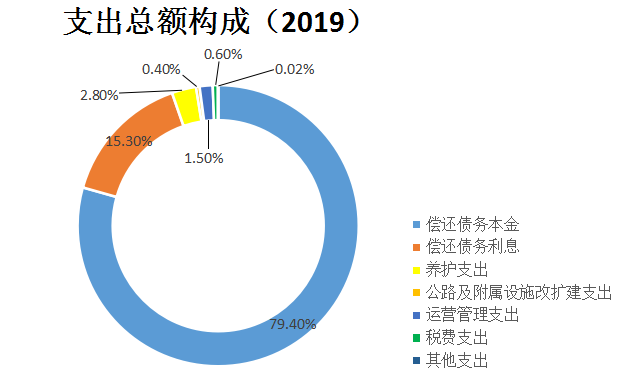 支出总额构成（2019）
0.60%
0.40%
0.02%
2.80%
15.30%
1.50%
79.40%
偿还债务本金
偿还债务利息
养护支出
公路及附属设施改扩建支出
运营管理支出
税费支出
其他支出